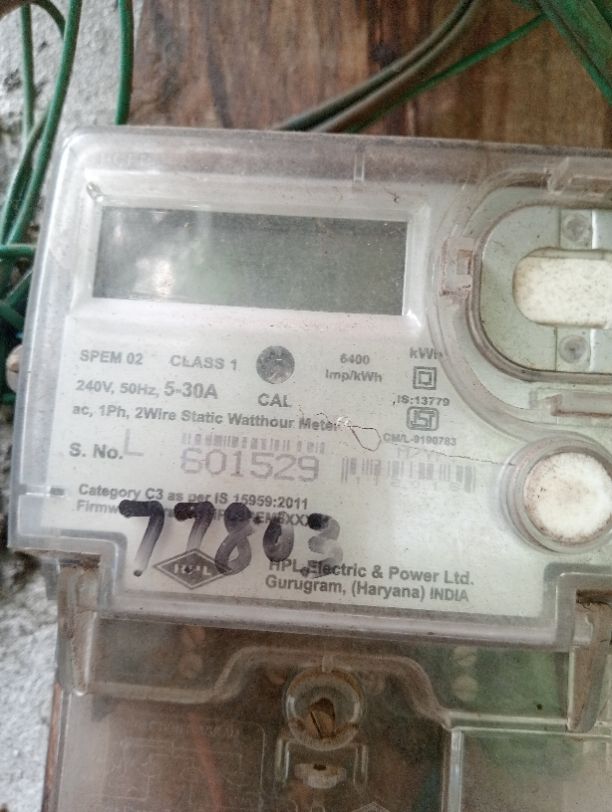 SPEM 02 CLASS 1 6400 kWh
Imp/kWh
240V, 50Hz, 5-30A CAL IS:13779
ac, 1Ph, 2Wire Static Watthour Meter
CM/L-9190783
S. No. L 601529
Category C3 as per IS 15959:2011
77803
HPL
HPL Electric & Power Ltd.
Gurugram, (Haryana) INDIA